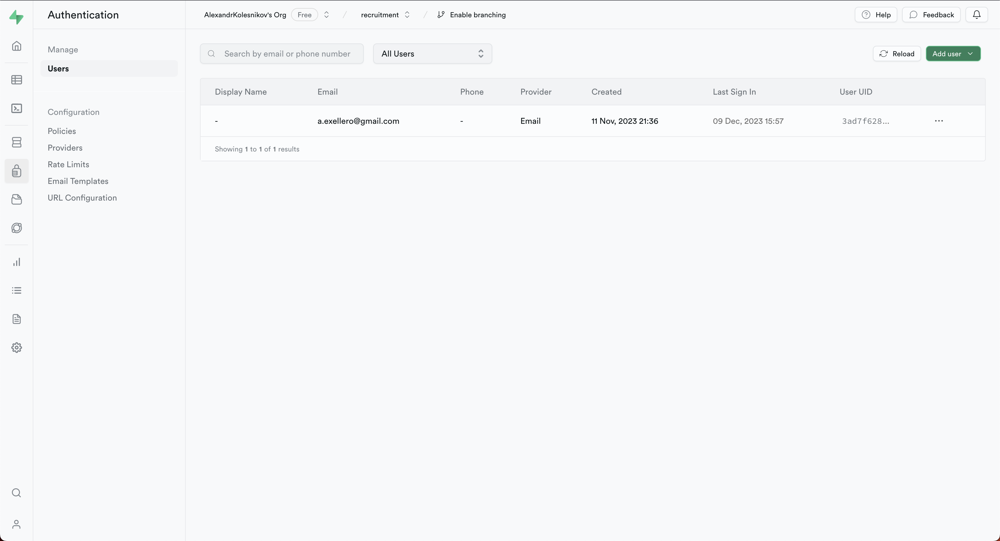 Authentication
AlexandrKolesnikov's Org Free / recruitment / Enable branching
Help
Feedback
Manage
Users
Configuration
Policies
Providers
Rate Limits
Email Templates
URL Configuration
Search by email or phone number
All Users
Reload
Add user
Display Name Email Phone Provider Created Last Sign In User UID
- a.exellero@gmail.com - Email 11 Nov, 2023 21:36 09 Dec, 2023 15:57 3ad7f628...
Showing 1 to 1 of 1 results